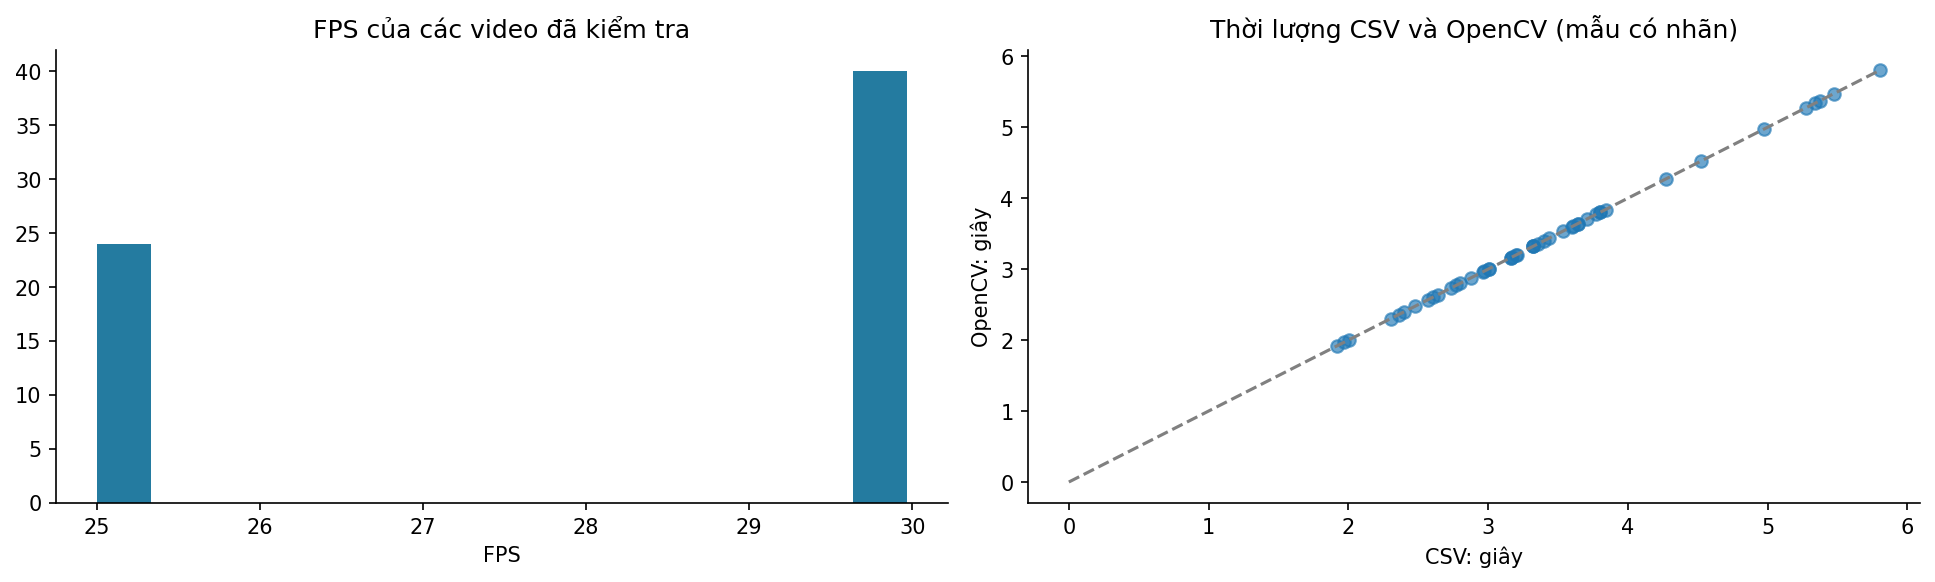 FPS của các video đã kiểm tra
40
35
30
25
20
15
10
5
0
25 26 27 28 29 30
FPS
Thời lượng CSV và OpenCV (mẫu có nhãn)
OpenCV: giây
6
5
4
3
2
1
0
0 1 2 3 4 5 6
CSV: giây